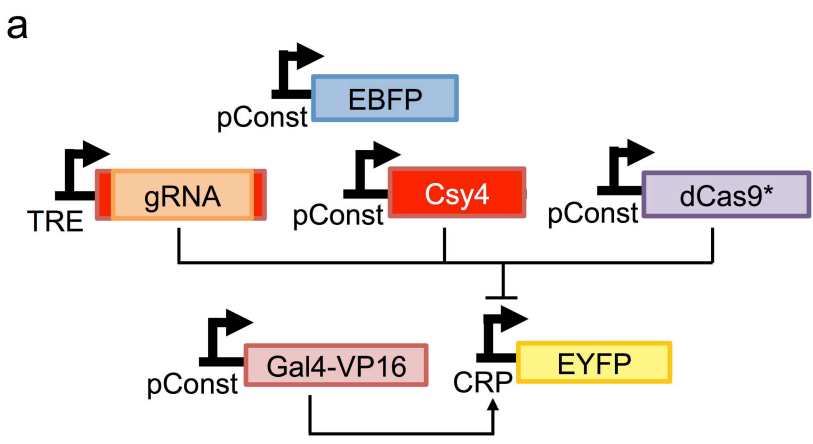 a
EBFP
pConst
gRNA
TRE
Csy4
pConst
dCas9*
pConst
Gal4-VP16
pConst
EYFP
CRP